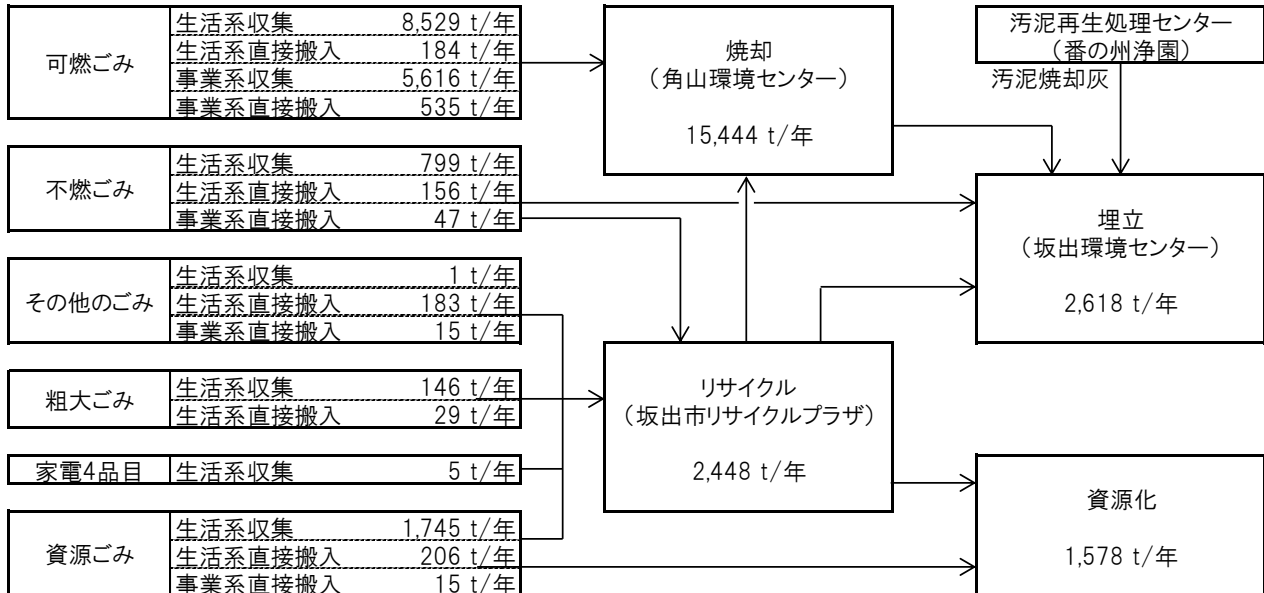 可燃ごみ
生活系収集 8,529 t/年
生活系直接搬入 184 t/年
事業系収集 5,616 t/年
事業系直接搬入 535 t/年
不燃ごみ
生活系収集 799 t/年
生活系直接搬入 156 t/年
事業系直接搬入 47 t/年
その他のごみ
生活系収集 1 t/年
生活系直接搬入 183 t/年
事業系直接搬入 15 t/年
粗大ごみ
生活系収集 146 t/年
生活系直接搬入 29 t/年
家電4品目
生活系収集 5 t/年
資源ごみ
生活系収集 1,745 t/年
生活系直接搬入 206 t/年
事業系直接搬入 15 t/年
焼却
（角山環境センター）
15,444 t/年
リサイクル
（坂出市リサイクルプラザ）
2,448 t/年
汚泥再生処理センター
（番の州浄園）
汚泥焼却灰
埋立
（坂出環境センター）
2,618 t/年
資源化
1,578 t/年